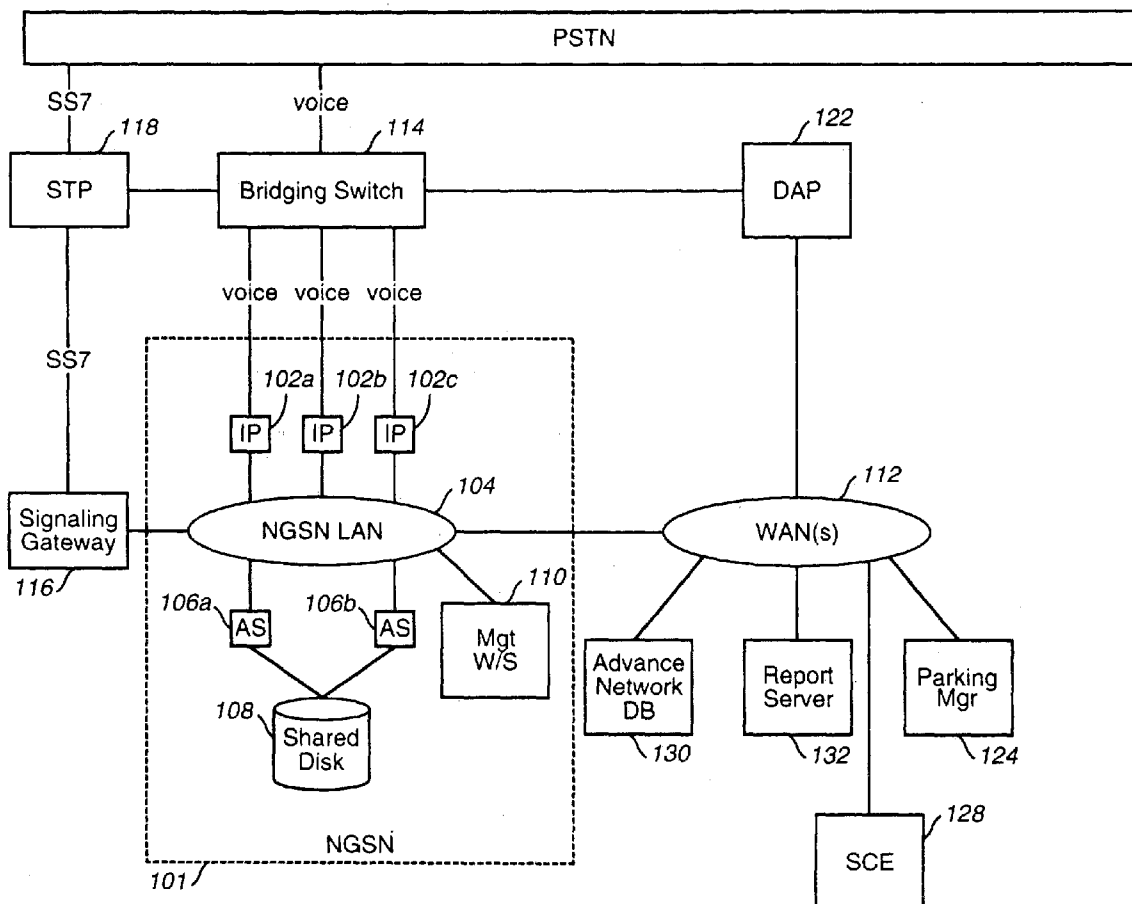 PSTN
SS7
voice
118
114
122
STP
Bridging Switch
DAP
voice
voice
voice
SS7
102a
102b
102c
IP
IP
IP
104
112
Signaling
Gateway
NGSN LAN
WAN(s)
116
106a
106b
110
AS
AS
Mgt
W/S
Advance
Network
DB
Report
Server
Parking
Mgr
108
Shared
Disk
130
132
124
NGSN
128
101
SCE